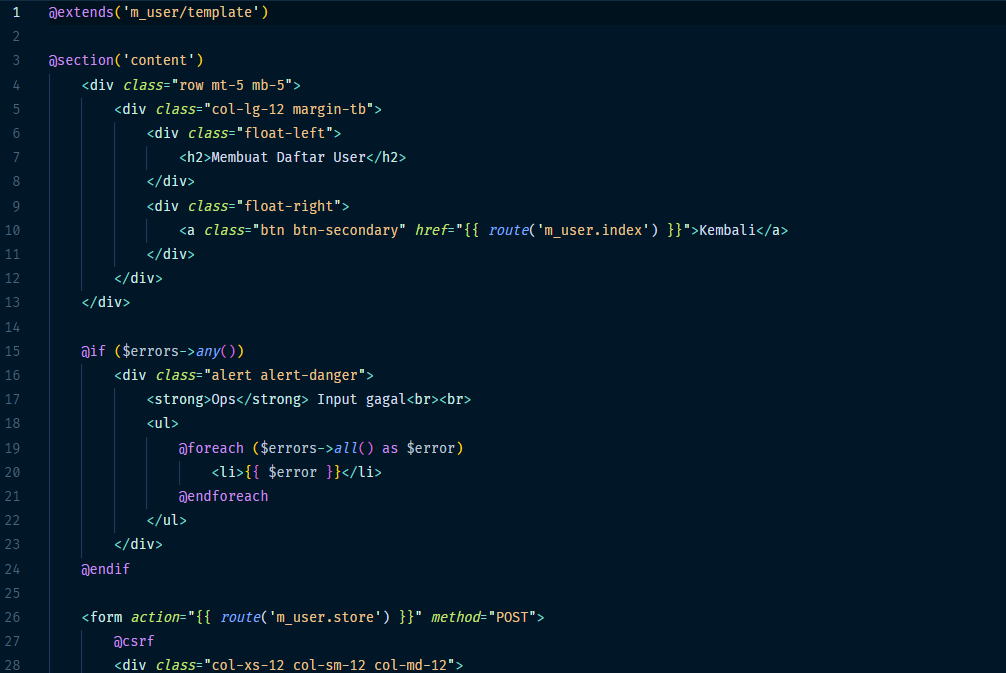 1 @extends('m_user/template')
2
3 @section('content')
4     <div class="row mt-5 mb-5">
5         <div class="col-lg-12 margin-tb">
6             <div class="float-left">
7                 <h2>Membuat Daftar User</h2>
8             </div>
9             <div class="float-right">
10                 <a class="btn btn-secondary" href="{{ route('m_user.index') }}">Kembali</a>
11             </div>
12         </div>
13     </div>
14
15     @if ($errors->any())
16         <div class="alert alert-danger">
17             <strong>Ops</strong> Input gagal<br><br>
18             <ul>
19                 @foreach ($errors->all() as $error)
20                     <li>{{ $error }}</li>
21                 @endforeach
22             </ul>
23         </div>
24     @endif
25
26     <form action="{{ route('m_user.store') }}" method="POST">
27         @csrf
28         <div class="col-xs-12 col-sm-12 col-md-12">